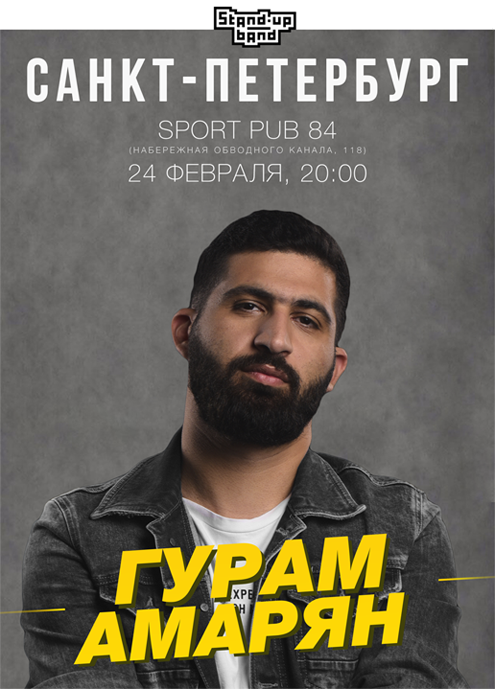 Stand-up
band
САНКТ-ПЕТЕРБУРГ
SPORT PUB 84
(НАБЕРЕЖНАЯ ОБВОДНОГО КАНАЛА, 118)
24 ФЕВРАЛЯ, 20:00
ГУРАМ
АМАРЯН